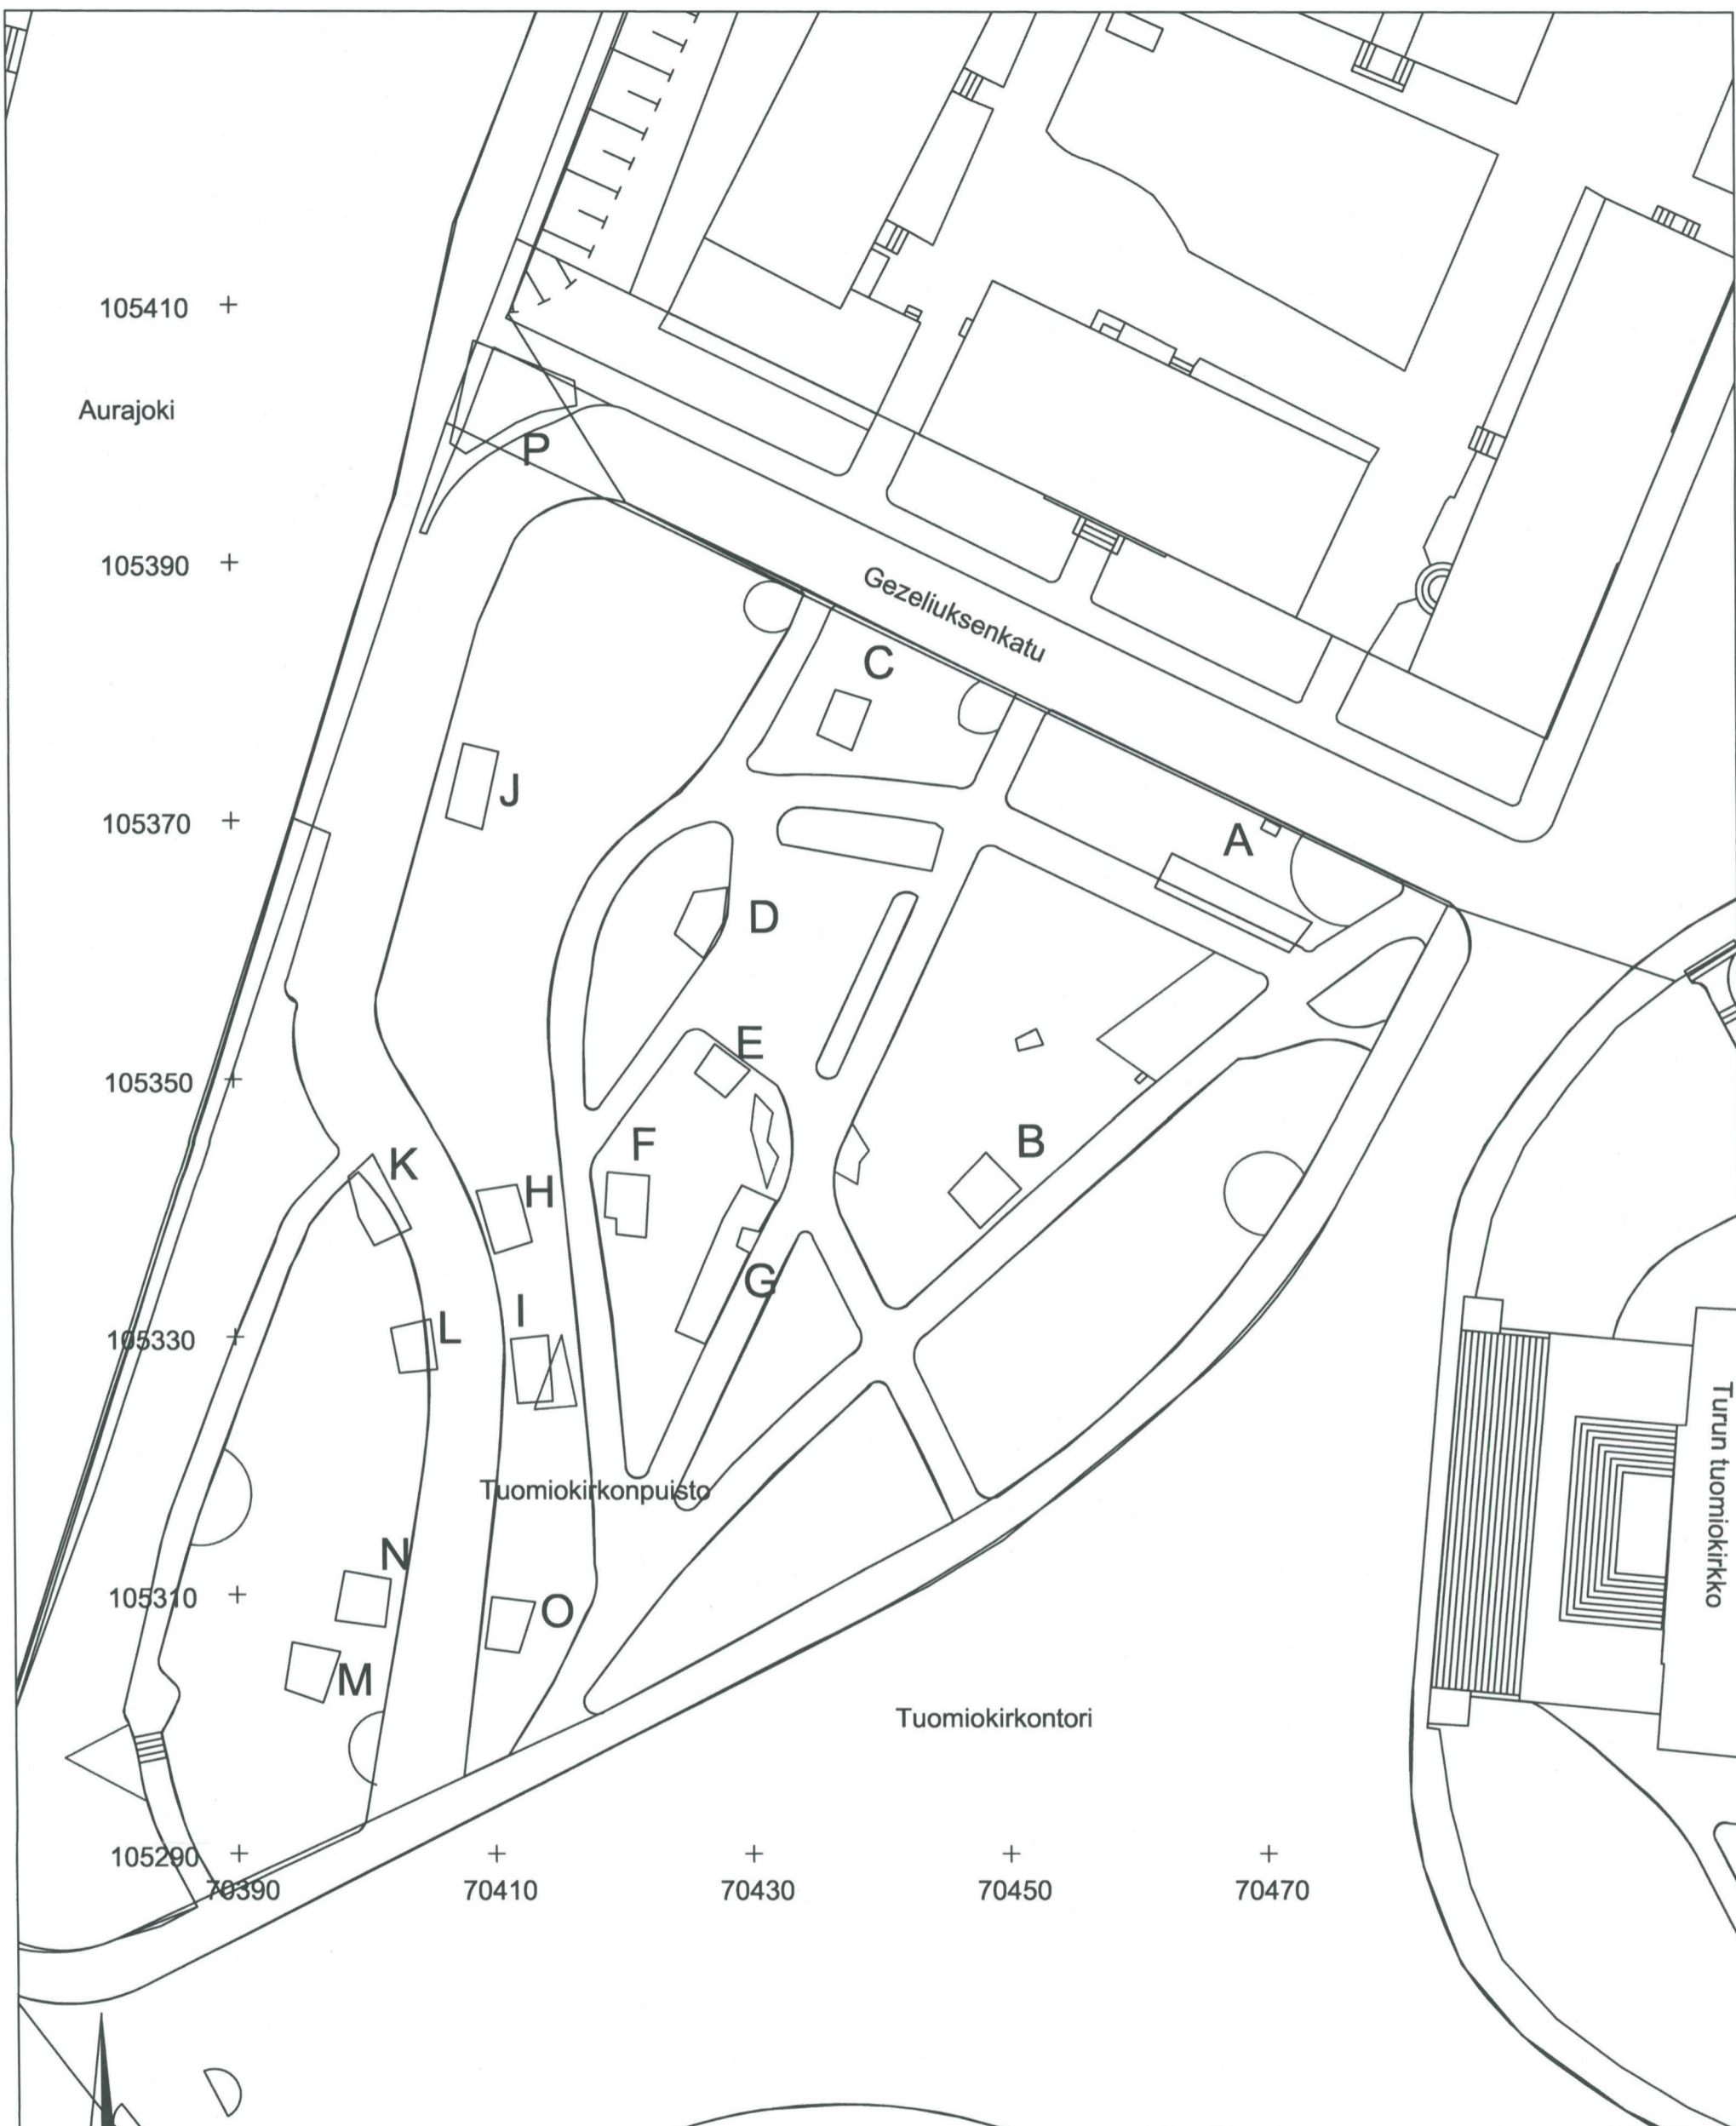 105410
Aurajoki
P
105390
Gezeliuksenkatu
C
J
105370
A
D
E
105350
F
B
K
H
G
I
L
105330
Turun tuomiokirkko
Tuomiokirkonpuisto
N
105310
O
M
Tuomiokirkontori
105290
70390 70410 70430 70450 70470